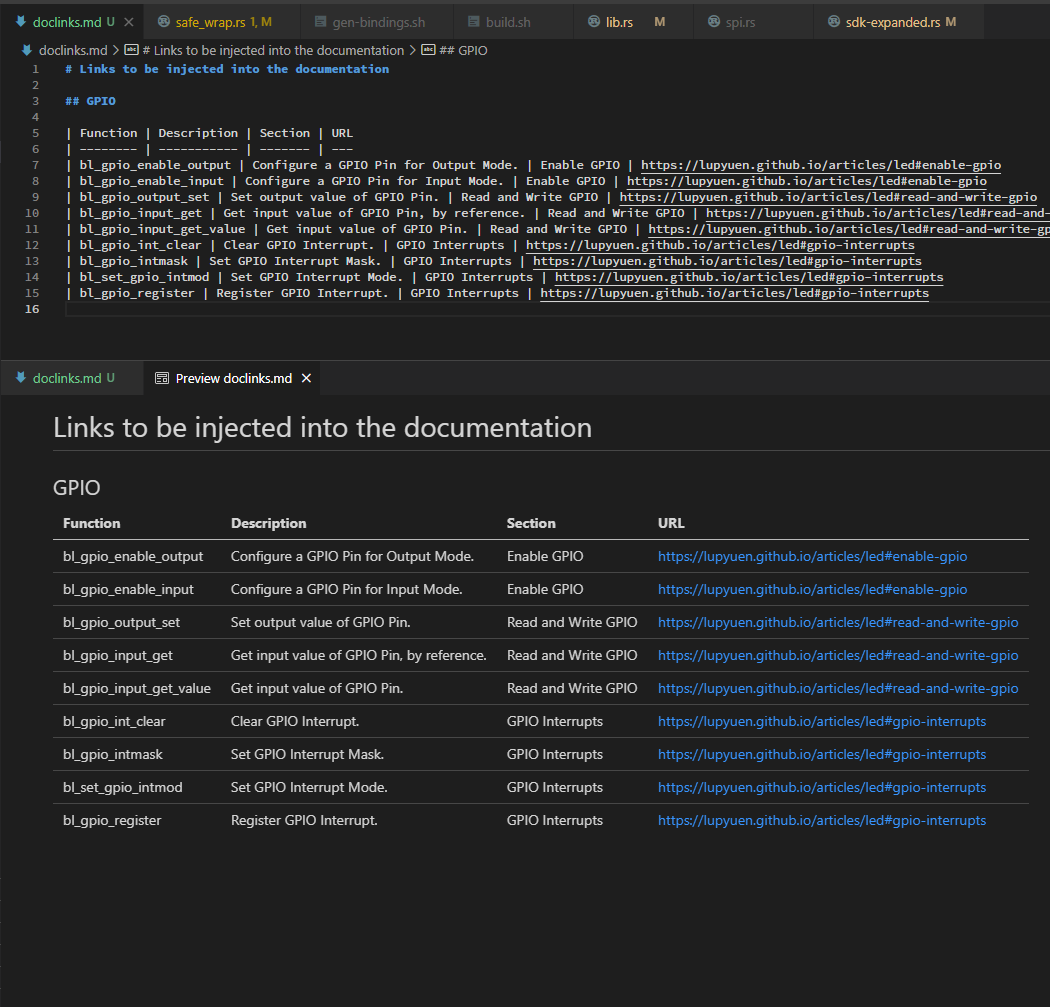 doclinks.md U safe_wrap.rs 1, M gen-bindings.sh build.sh lib.rs M spi.rs sdk-expanded.rs M
doclinks.md > # Links to be injected into the documentation > ## GPIO
1 # Links to be injected into the documentation
2
3 ## GPIO
4
5 | Function | Description | Section | URL
6 | -------- | ----------- | ------- | ---
7 | bl_gpio_enable_output | Configure a GPIO Pin for Output Mode. | Enable GPIO | https://lupyuen.github.io/articles/led#enable-gpio
8 | bl_gpio_enable_input | Configure a GPIO Pin for Input Mode. | Enable GPIO | https://lupyuen.github.io/articles/led#enable-gpio
9 | bl_gpio_output_set | Set output value of GPIO Pin. | Read and Write GPIO | https://lupyuen.github.io/articles/led#read-and-write-gpio
10 | bl_gpio_input_get | Get input value of GPIO Pin, by reference. | Read and Write GPIO | https://lupyuen.github.io/articles/led#read-and-
11 | bl_gpio_input_get_value | Get input value of GPIO Pin. | Read and Write GPIO | https://lupyuen.github.io/articles/led#read-and-write-gp
12 | bl_gpio_int_clear | Clear GPIO Interrupt. | GPIO Interrupts | https://lupyuen.github.io/articles/led#gpio-interrupts
13 | bl_gpio_intmask | Set GPIO Interrupt Mask. | GPIO Interrupts | https://lupyuen.github.io/articles/led#gpio-interrupts
14 | bl_set_gpio_intmod | Set GPIO Interrupt Mode. | GPIO Interrupts | https://lupyuen.github.io/articles/led#gpio-interrupts
15 | bl_gpio_register | Register GPIO Interrupt. | GPIO Interrupts | https://lupyuen.github.io/articles/led#gpio-interrupts
16
doclinks.md U Preview doclinks.md
Links to be injected into the documentation
GPIO
Function Description Section URL
bl_gpio_enable_output Configure a GPIO Pin for Output Mode. Enable GPIO https://lupyuen.github.io/articles/led#enable-gpio
bl_gpio_enable_input Configure a GPIO Pin for Input Mode. Enable GPIO https://lupyuen.github.io/articles/led#enable-gpio
bl_gpio_output_set Set output value of GPIO Pin. Read and Write GPIO https://lupyuen.github.io/articles/led#read-and-write-gpio
bl_gpio_input_get Get input value of GPIO Pin, by reference. Read and Write GPIO https://lupyuen.github.io/articles/led#read-and-write-gpio
bl_gpio_input_get_value Get input value of GPIO Pin. Read and Write GPIO https://lupyuen.github.io/articles/led#read-and-write-gpio
bl_gpio_int_clear Clear GPIO Interrupt. GPIO Interrupts https://lupyuen.github.io/articles/led#gpio-interrupts
bl_gpio_intmask Set GPIO Interrupt Mask. GPIO Interrupts https://lupyuen.github.io/articles/led#gpio-interrupts
bl_set_gpio_intmod Set GPIO Interrupt Mode. GPIO Interrupts https://lupyuen.github.io/articles/led#gpio-interrupts
bl_gpio_register Register GPIO Interrupt. GPIO Interrupts https://lupyuen.github.io/articles/led#gpio-interrupts